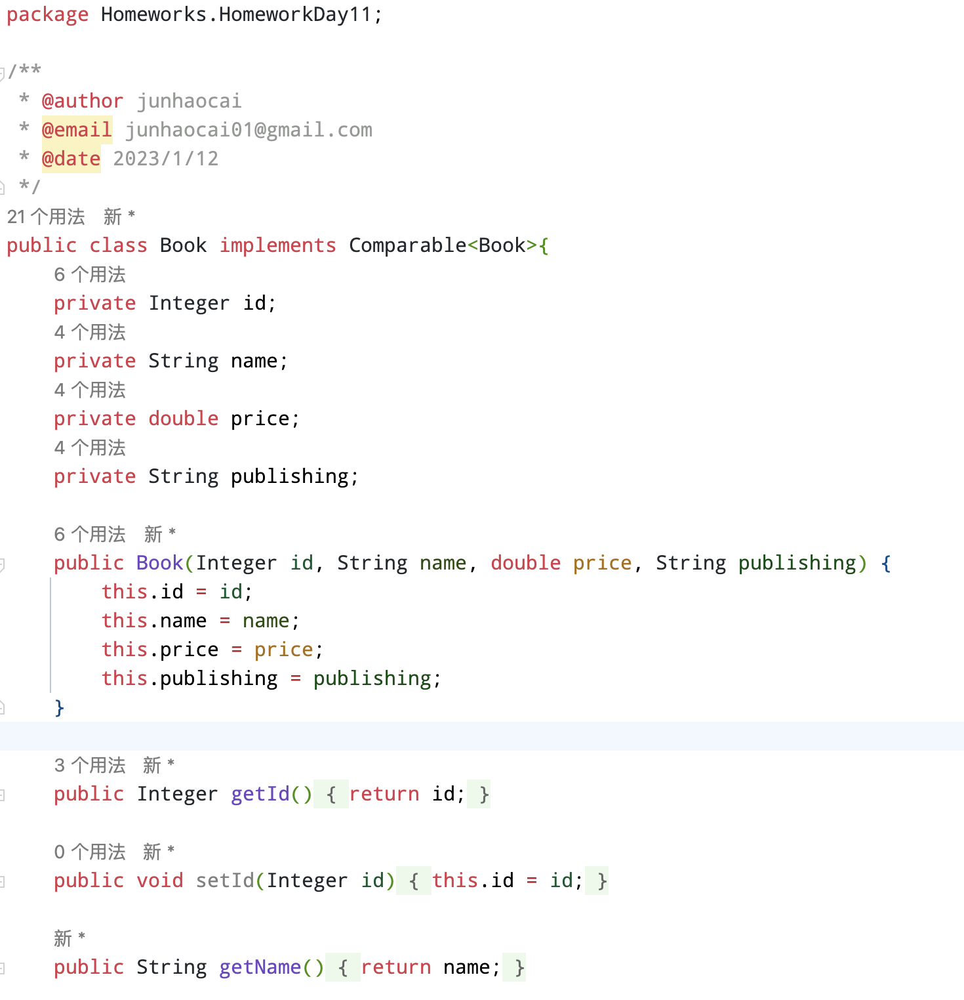 package Homeworks.HomeworkDay11;
/**
 * @author junhaocai
 * @email junhaocai01@gmail.com
 * @date 2023/1/12
 */
21 个用法 新 *
public class Book implements Comparable<Book>{
6 个用法
private Integer id;
4 个用法
private String name;
4 个用法
private double price;
4 个用法
private String publishing;
6 个用法 新 *
public Book(Integer id, String name, double price, String publishing) {
this.id = id;
this.name = name;
this.price = price;
this.publishing = publishing;
}
3 个用法 新 *
public Integer getId() { return id; }
0 个用法 新 *
public void setId(Integer id) { this.id = id; }
新 *
public String getName() { return name; }